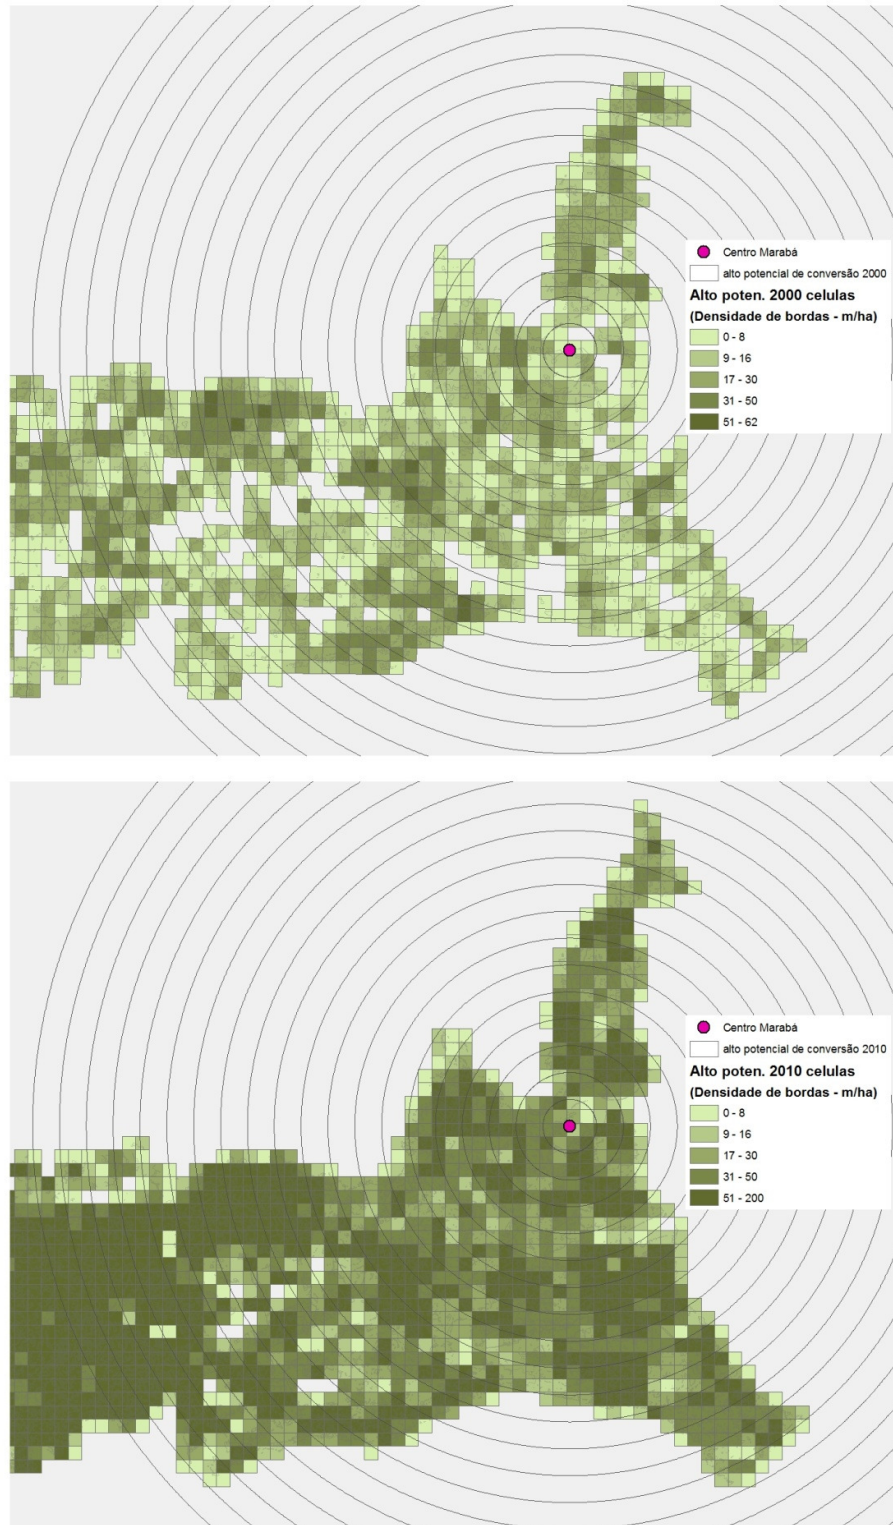 Centro Marabá
alto potencial de conversão 2000
Alto poten. 2000 celulas
(Densidade de bordas - m/ha)
0 - 8
9 - 16
17 - 30
31 - 50
51 - 62
Centro Marabá
alto potencial de conversão 2010
Alto poten. 2010 celulas
(Densidade de bordas - m/ha)
0 - 8
9 - 16
17 - 30
31 - 50
51 - 200